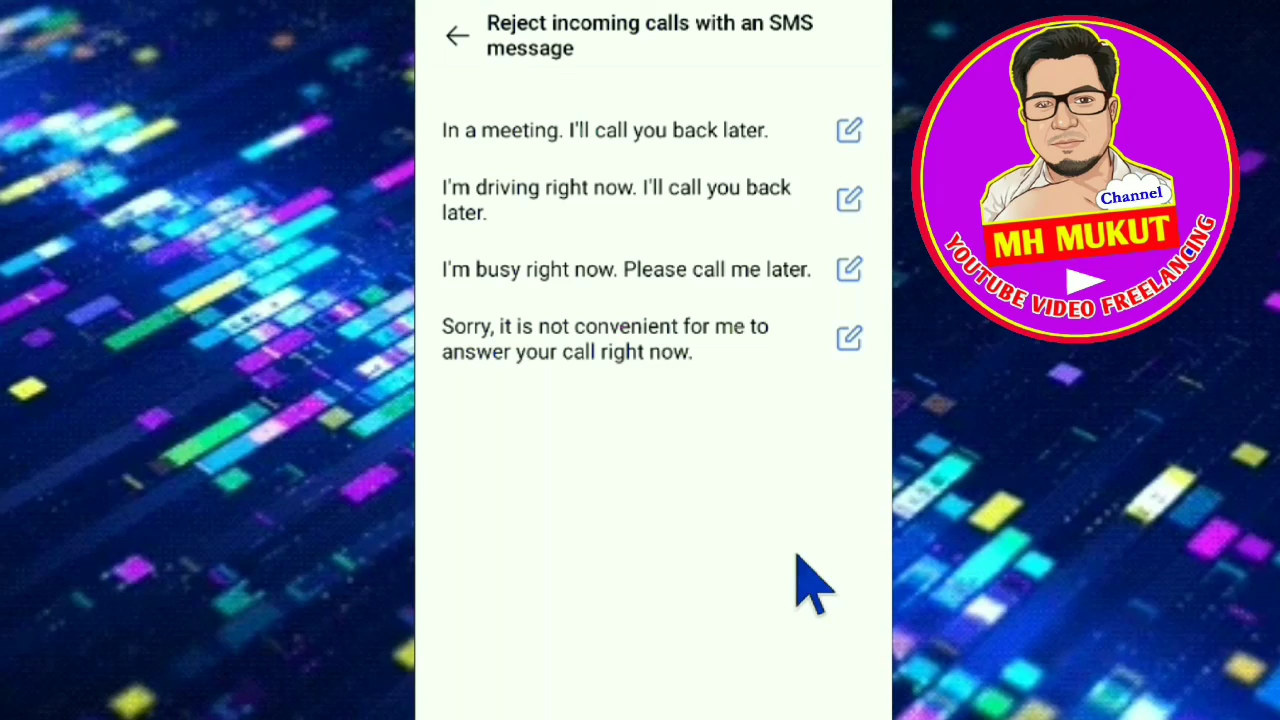 Reject incoming calls with an SMS
message
In a meeting. I'll call you back later.
I'm driving right now. I'll call you back
later.
I'm busy right now. Please call me later.
Sorry, it is not convenient for me to
answer your call right now.
Channel
MH MUKUT
YOUTUBE VIDEO FREELANCING